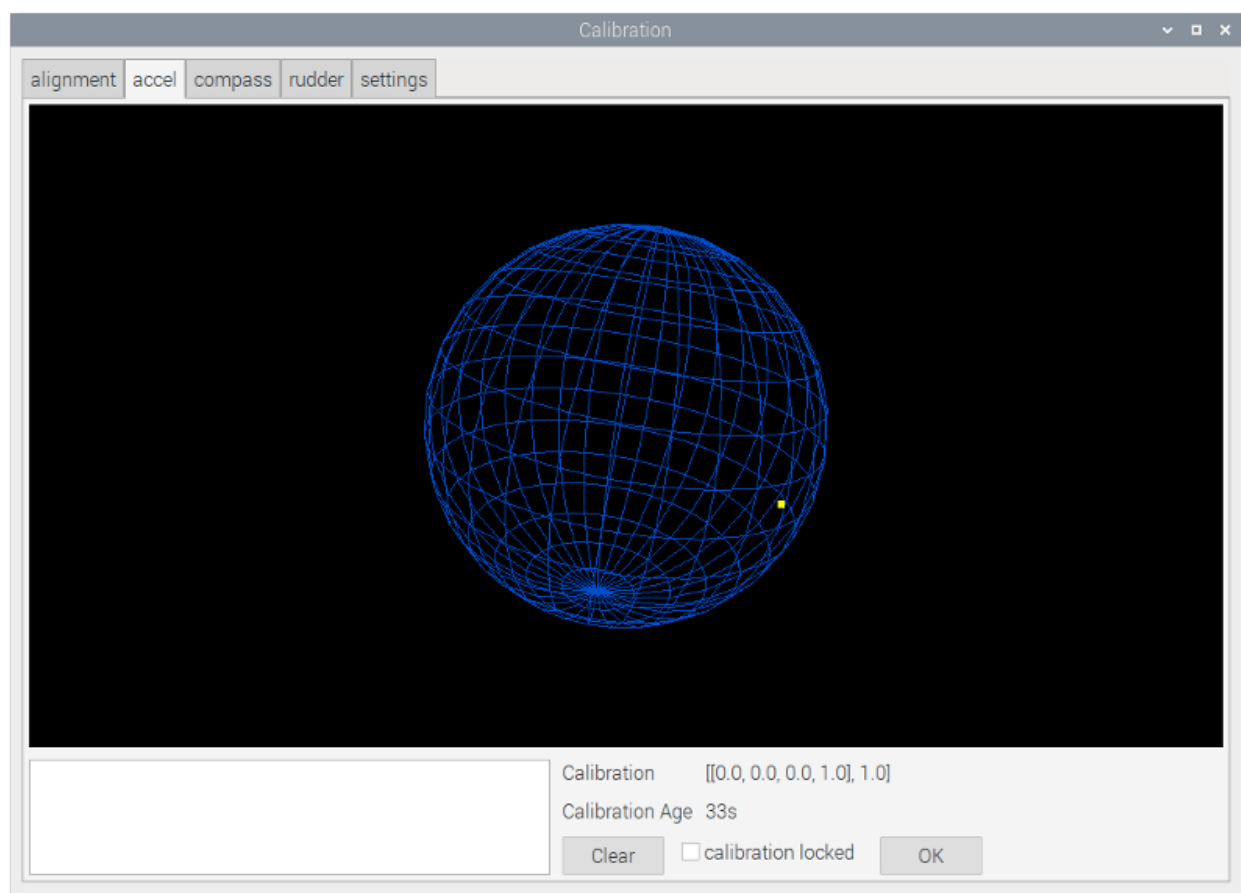 Calibration
alignment accel compass rudder settings
Calibration [[0.0, 0.0, 0.0, 1.0], 1.0]
Calibration Age 33s
Clear calibration locked OK